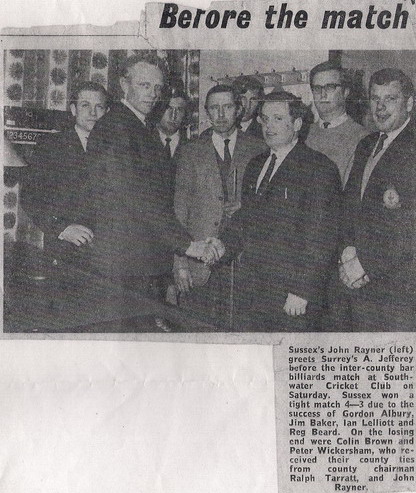 Before the match
1234567
Sussex's John Rayner (left)
greets Surrey's A. Jefferey
before the inter-county bar
billiards match at South-
water Cricket Club on
Saturday. Sussex won a
tight match 4—3 due to the
success of Gordon Albury,
Jim Baker, Ian Lelliott and
Reg Beard. On the losing
end were Colin Brown and
Peter Wickersham, who re-
ceived their county ties
from county chairman
Ralph Tarratt, and John
Rayner.